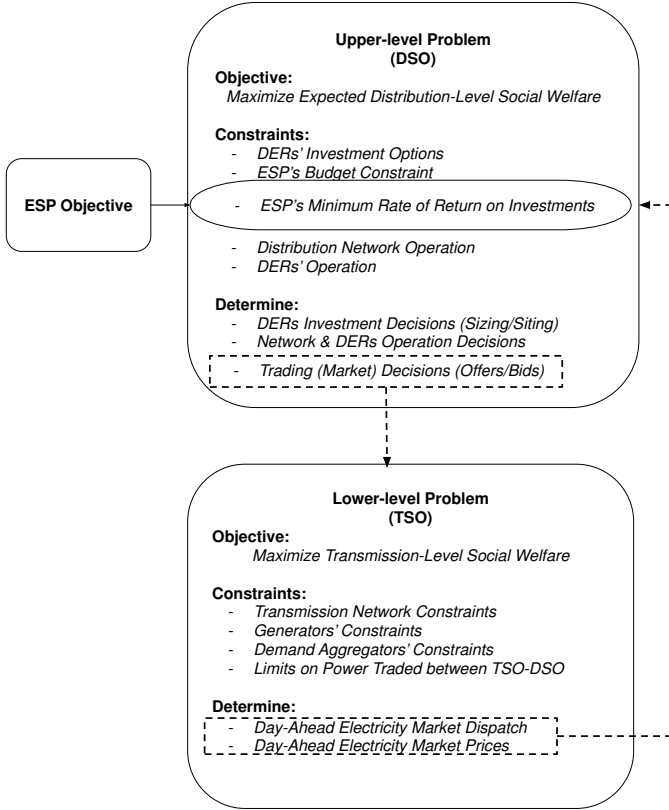 Upper-level Problem
(DSO)
Objective:
Maximize Expected Distribution-Level Social Welfare
Constraints:
- DERs' Investment Options
- ESP's Budget Constraint
ESP Objective
- ESP's Minimum Rate of Return on Investments
- Distribution Network Operation
- DERs' Operation
Determine:
- DERs Investment Decisions (Sizing/Siting)
- Network & DERs Operation Decisions
- Trading (Market) Decisions (Offers/Bids)
Lower-level Problem
(TSO)
Objective:
Maximize Transmission-Level Social Welfare
Constraints:
- Transmission Network Constraints
- Generators' Constraints
- Demand Aggregators' Constraints
- Limits on Power Traded between TSO-DSO
Determine:
- Day-Ahead Electricity Market Dispatch
- Day-Ahead Electricity Market Prices